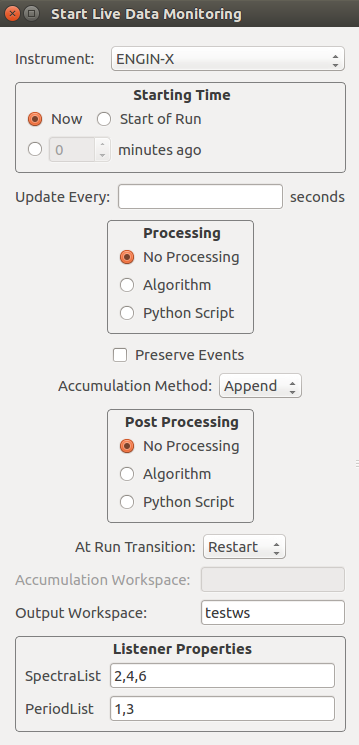 Start Live Data Monitoring
Instrument: ENGIN-X
Starting Time
Now Start of Run
0 minutes ago
Update Every: seconds
Processing
No Processing
Algorithm
Python Script
Preserve Events
Accumulation Method: Append
Post Processing
No Processing
Algorithm
Python Script
At Run Transition: Restart
Accumulation Workspace:
Output Workspace: testws
Listener Properties
SpectraList 2,4,6
PeriodList 1,3